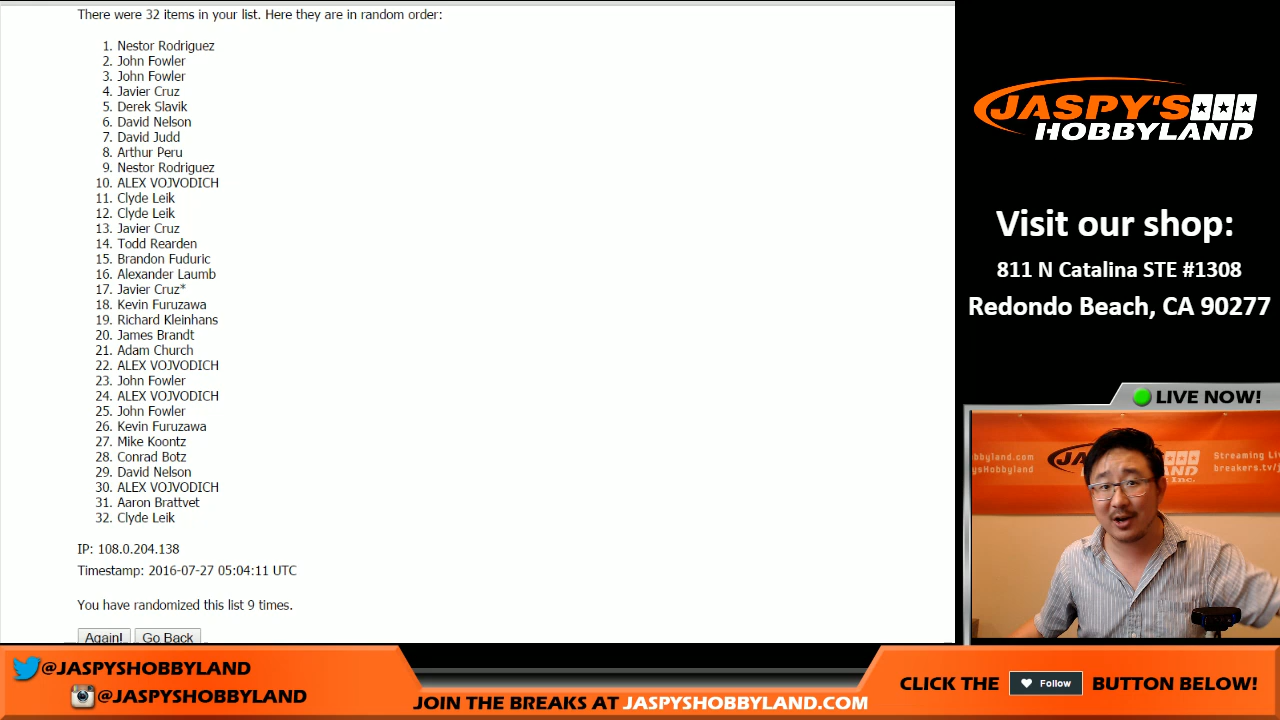 There were 32 items in your list. Here they are in random order:
1. Nestor Rodriguez
2. John Fowler
3. John Fowler
4. Javier Cruz
5. Derek Slavik
6. David Nelson
7. David Judd
8. Arthur Peru
9. Nestor Rodriguez
10. ALEX VOJVODICH
11. Clyde Leik
12. Clyde Leik
13. Javier Cruz
14. Todd Rearden
15. Brandon Fuduric
16. Alexander Laumb
17. Javier Cruz*
18. Kevin Furuzawa
19. Richard Kleinhans
20. James Brandt
21. Adam Church
22. ALEX VOJVODICH
23. John Fowler
24. ALEX VOJVODICH
25. John Fowler
26. Kevin Furuzawa
27. Mike Koontz
28. Conrad Botz
29. David Nelson
30. ALEX VOJVODICH
31. Aaron Brattvet
32. Clyde Leik
IP: 108.0.204.138
Timestamp: 2016-07-27 05:04:11 UTC
You have randomized this list 9 times.
Again! Go Back
JASPY'S
HOBBYLAND
Visit our shop:
811 N Catalina STE #1308
Redondo Beach, CA 90277
LIVE NOW!
Streaming
breakers.tv/
Inc.
@JASPYSHOBBYLAND
@JASPYSHOBBYLAND
JOIN THE BREAKS AT JASPYSHOBBYLAND.COM
CLICK THE Follow BUTTON BELOW!